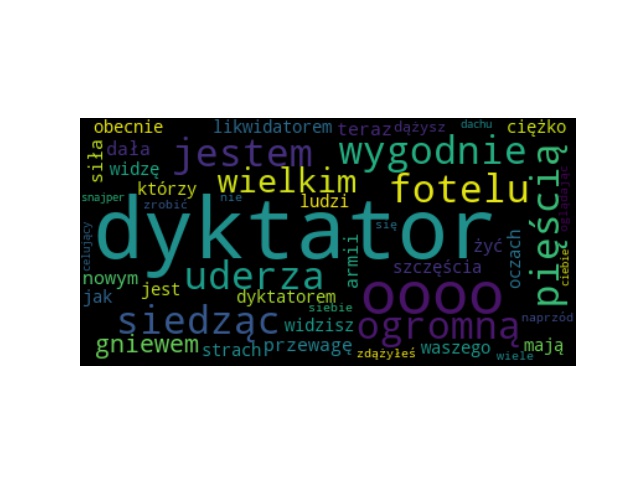 obecnie likwidatorem teraz dążysz dachu ciężko
siła dała jestem wygodnie
widzę którzy wielkim fotelu pięścią oglądając
snajper zrobić nie ludzi
dyktator
celujący się żyć oczach
nowym uderza armii szczęścia ciebie
jak jest dyktatorem siebie oooo
siedząc widzisz ogromną naprzód
gniewem strach przewagę zdążyłeś waszego wiele mają